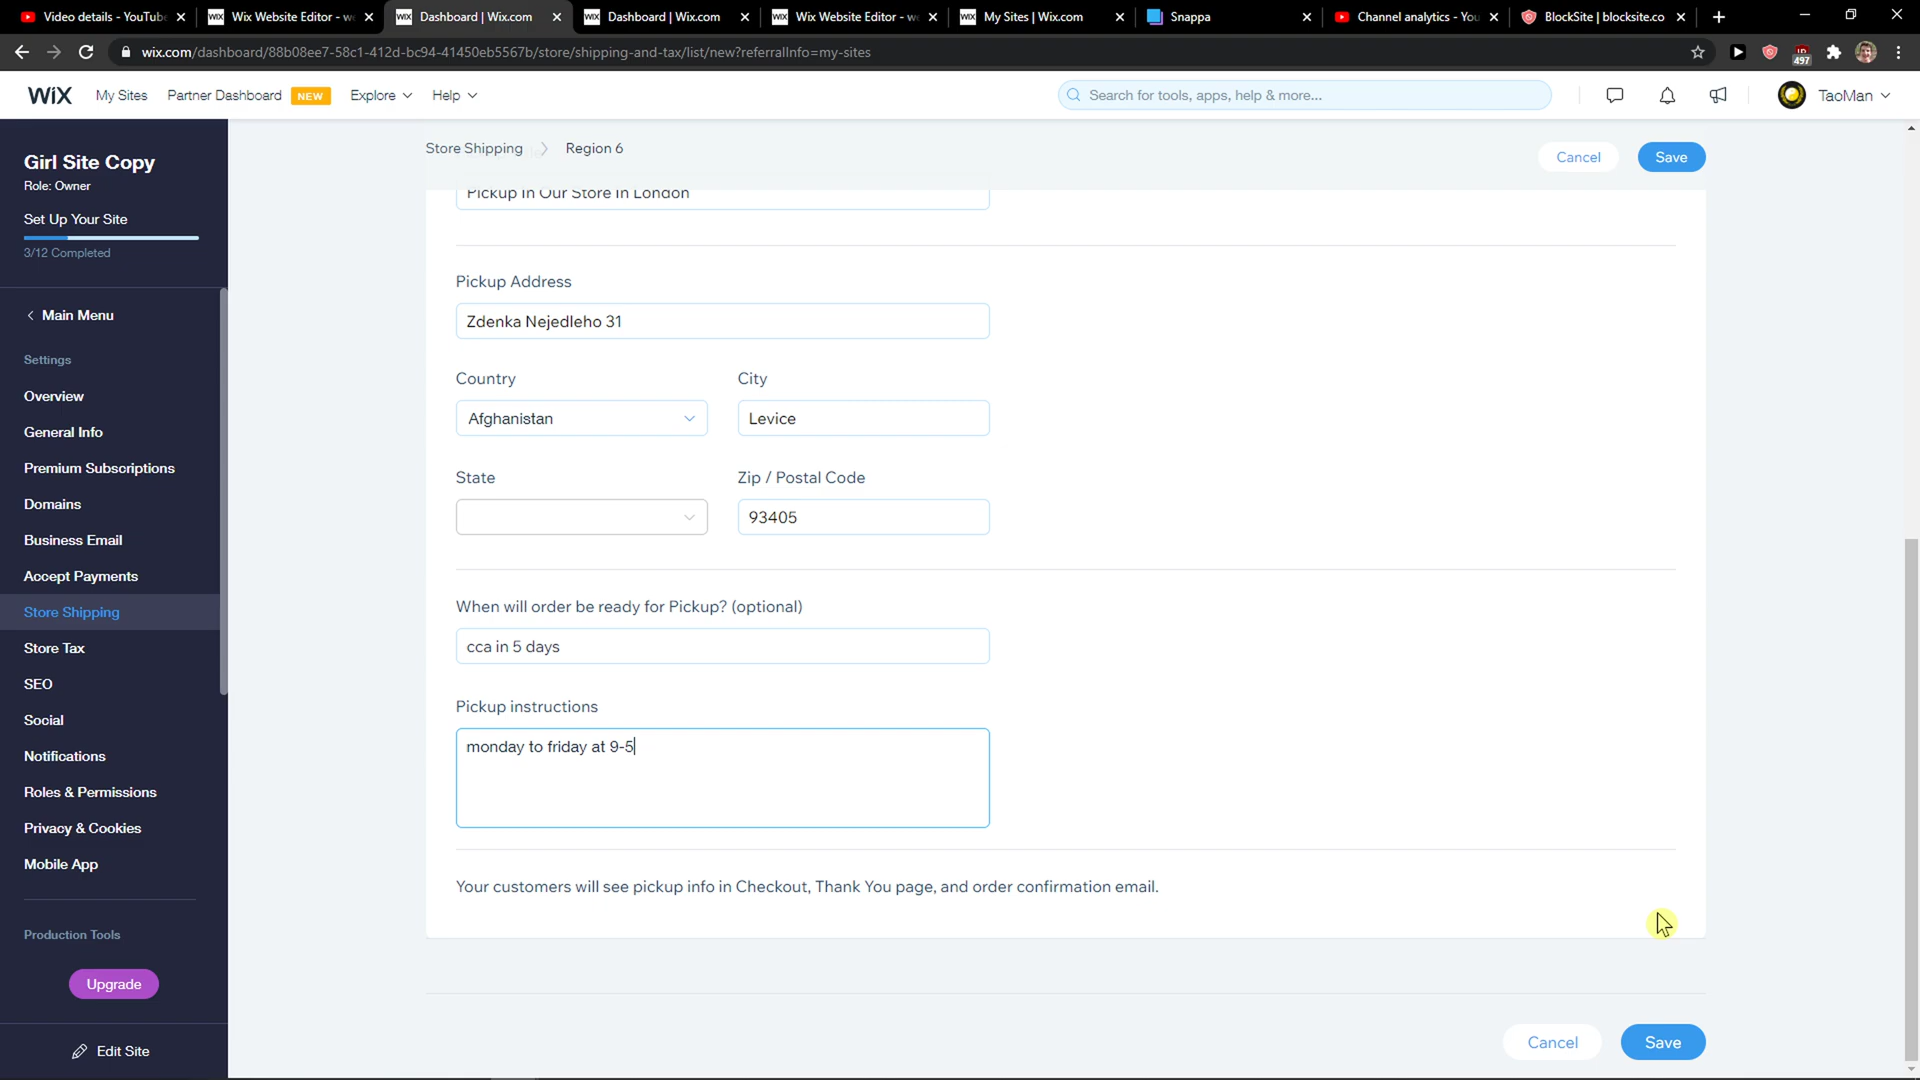 Video details - YouTube
Wix Website Editor - we
Dashboard | Wix.com
Dashboard | Wix.com
Wix Website Editor - we
My Sites | Wix.com
Snappa
Channel analytics - You
BlockSite | blocksite.co
wix.com/dashboard/88b08ee7-58c1-412d-bc94-41450eb5567b/store/shipping-and-tax/list/new?referralInfo=my-sites
497
WiX
My Sites
Partner Dashboard
NEW
Explore
Help
Search for tools, apps, help & more...
TaoMan
Girl Site Copy
Role: Owner
Set Up Your Site
3/12 Completed
Main Menu
Settings
Overview
General Info
Premium Subscriptions
Domains
Business Email
Accept Payments
Store Shipping
Store Tax
SEO
Social
Notifications
Roles & Permissions
Privacy & Cookies
Mobile App
Production Tools
Upgrade
Edit Site
Store Shipping
Region 6
Cancel
Save
Pickup In Our Store In London
Pickup Address
Zdenka Nejedleho 31
Country
City
Afghanistan
Levice
State
Zip / Postal Code
93405
When will order be ready for Pickup? (optional)
cca in 5 days
Pickup instructions
monday to friday at 9-5
Your customers will see pickup info in Checkout, Thank You page, and order confirmation email.
Cancel
Save